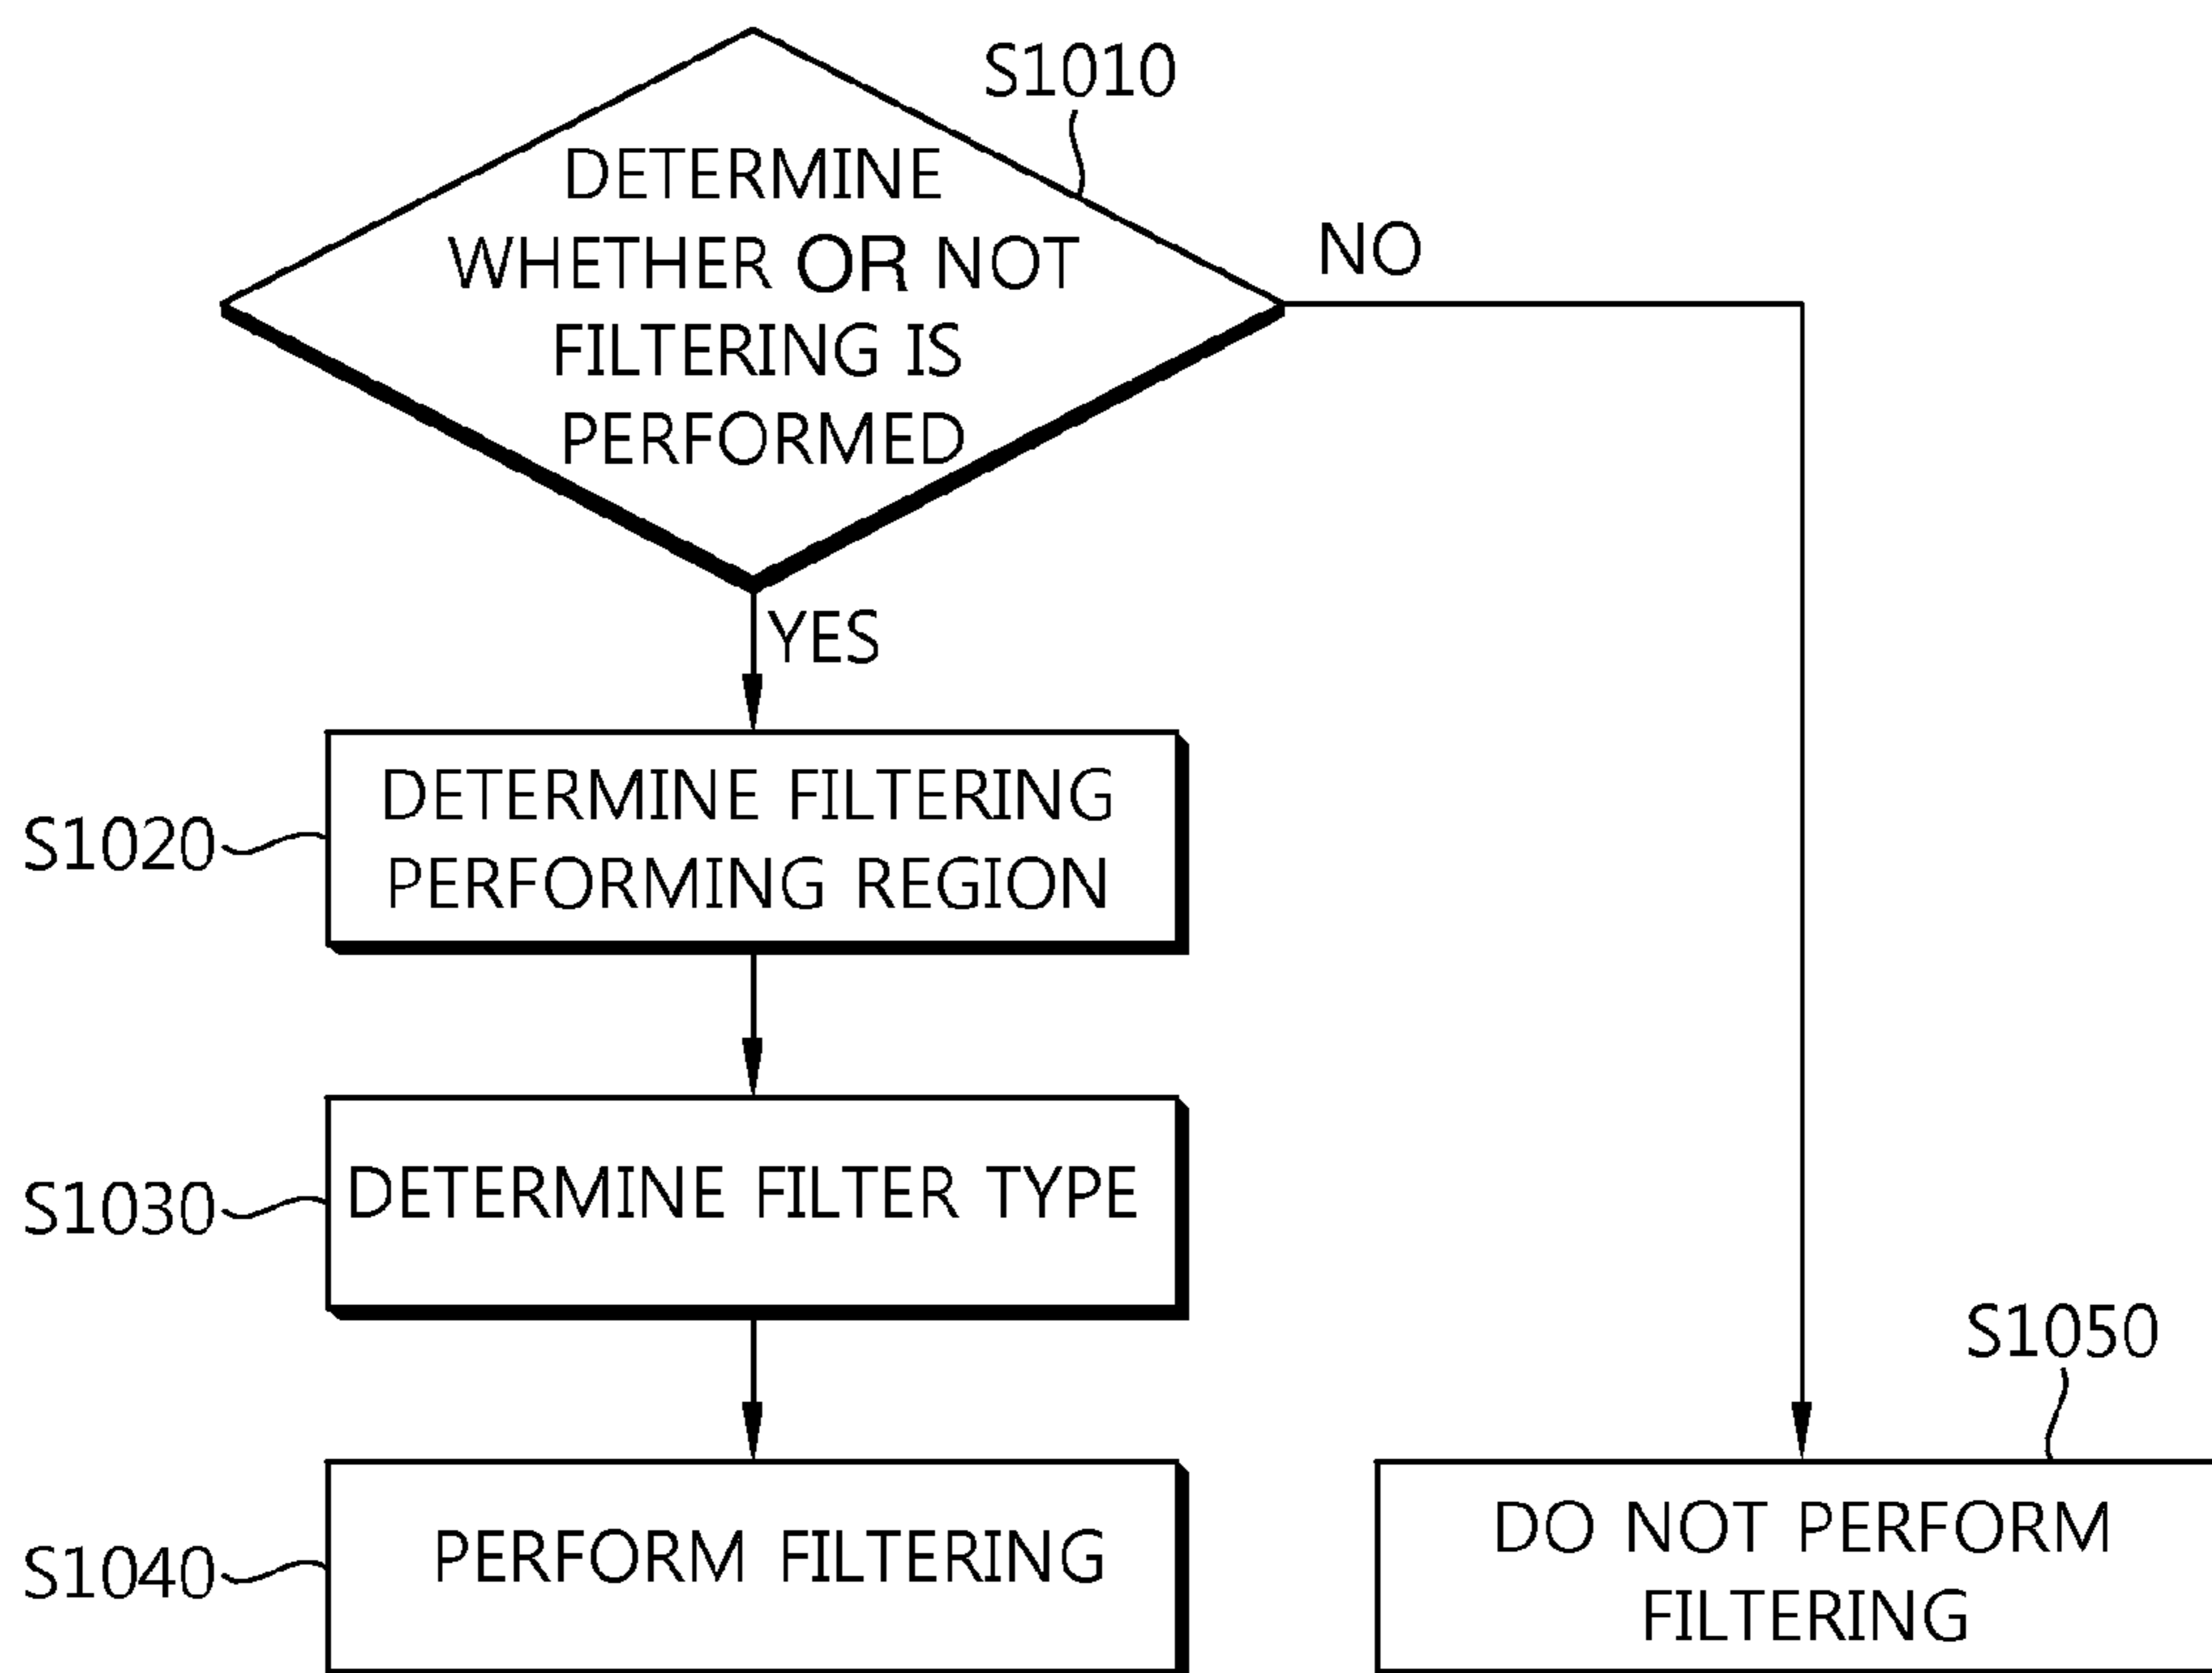 S1010
DETERMINE
WHETHER OR NOT
FILTERING IS
PERFORMED
NO
YES
S1020
DETERMINE FILTERING
PERFORMING REGION
S1030
DETERMINE FILTER TYPE
S1040
PERFORM FILTERING
S1050
DO NOT PERFORM
FILTERING